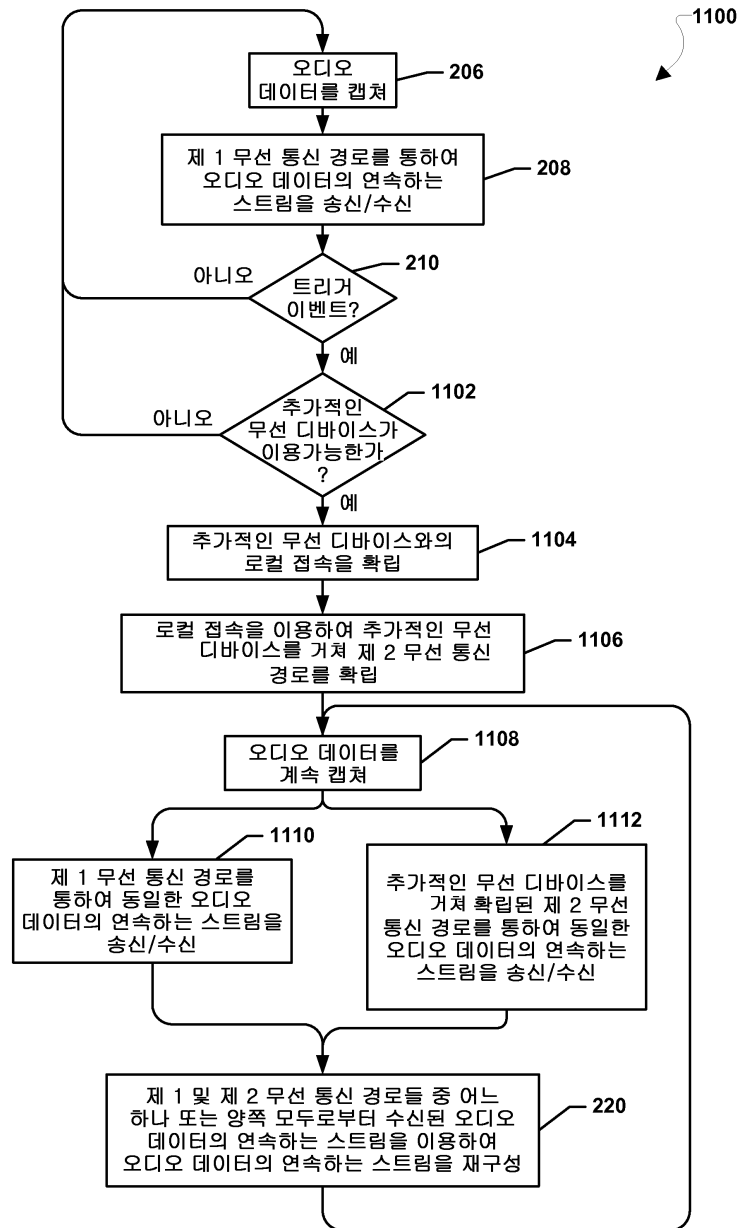 1100
오디오
데이터를 캡쳐
206
제 1 무선 통신 경로를 통하여
오디오 데이터의 연속하는
스트림을 송신/수신
208
210
아니오
트리거
이벤트?
예
1102
아니오
추가적인
무선 디바이스가
이용가능한가
?
예
추가적인 무선 디바이스와의
로컬 접속을 확립
1104
로컬 접속을 이용하여 추가적인 무선
디바이스를 거쳐 제 2 무선 통신
경로를 확립
1106
오디오 데이터를
계속 캡쳐
1108
1110
제 1 무선 통신 경로를
통하여 동일한 오디오
데이터의 연속하는 스트림을
송신/수신
1112
추가적인 무선 디바이스를
거쳐 확립된 제 2 무선
통신 경로를 통하여 동일한
오디오 데이터의 연속하는
스트림을 송신/수신
제 1 및 제 2 무선 통신 경로들 중 어느
하나 또는 양쪽 모두로부터 수신된 오디오
데이터의 연속하는 스트림을 이용하여
오디오 데이터의 연속하는 스트림을 재구성
220